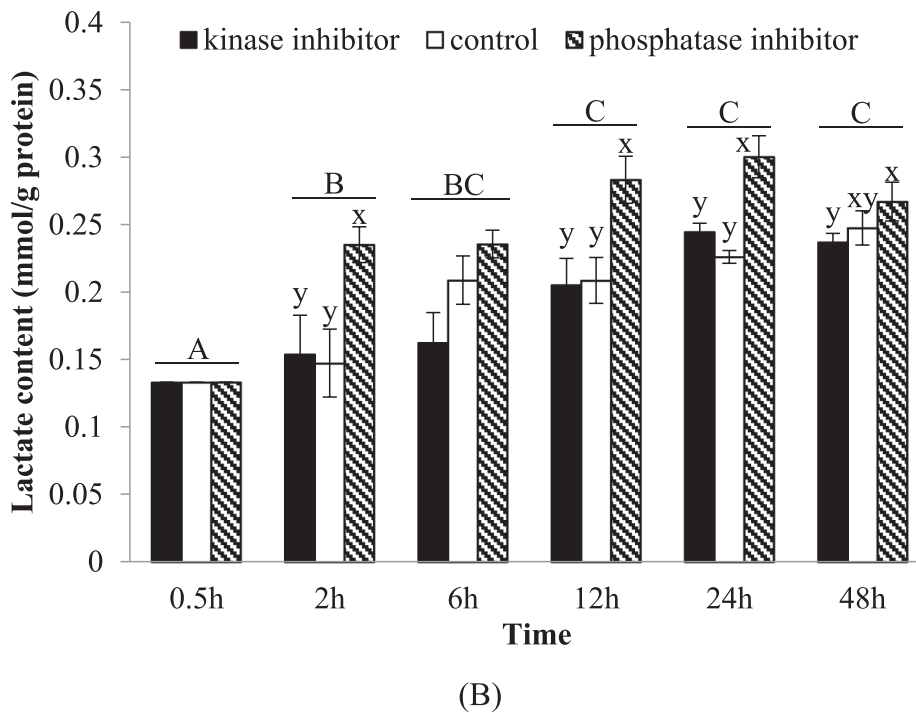 0.4
kinase inhibitor control phosphatase inhibitor
0.35
0.3
0.25
0.2
0.15
0.1
0.05
0
Lactate content (mmol/g protein)
A
B
BC
C
C
C
y
y
x
y
y
x
y
y
x
y
xy
x
0.5h 2h 6h 12h 24h 48h
Time
(B)